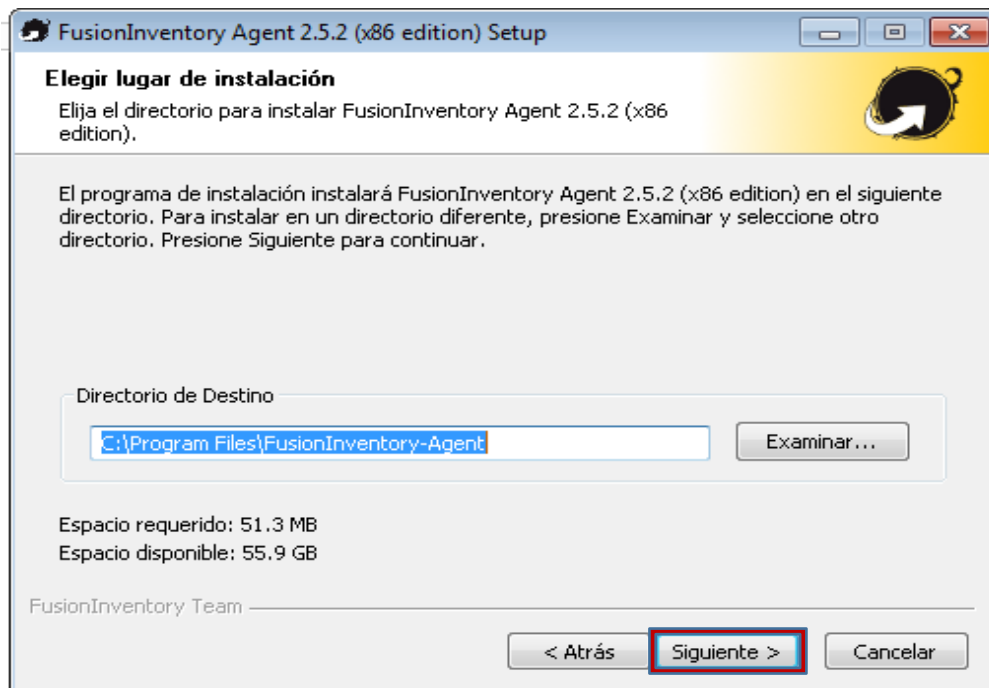 FusionInventory Agent 2.5.2 (x86 edition) Setup
Elegir lugar de instalación
Elija el directorio para instalar FusionInventory Agent 2.5.2 (x86
edition).
El programa de instalación instalará FusionInventory Agent 2.5.2 (x86 edition) en el siguiente
directorio. Para instalar en un directorio diferente, presione Examinar y seleccione otro
directorio. Presione Siguiente para continuar.
Directorio de Destino
C:\Program Files\FusionInventory-Agent
Examinar...
Espacio requerido: 51.3 MB
Espacio disponible: 55.9 GB
FusionInventory Team
< Atrás
Siguiente >
Cancelar